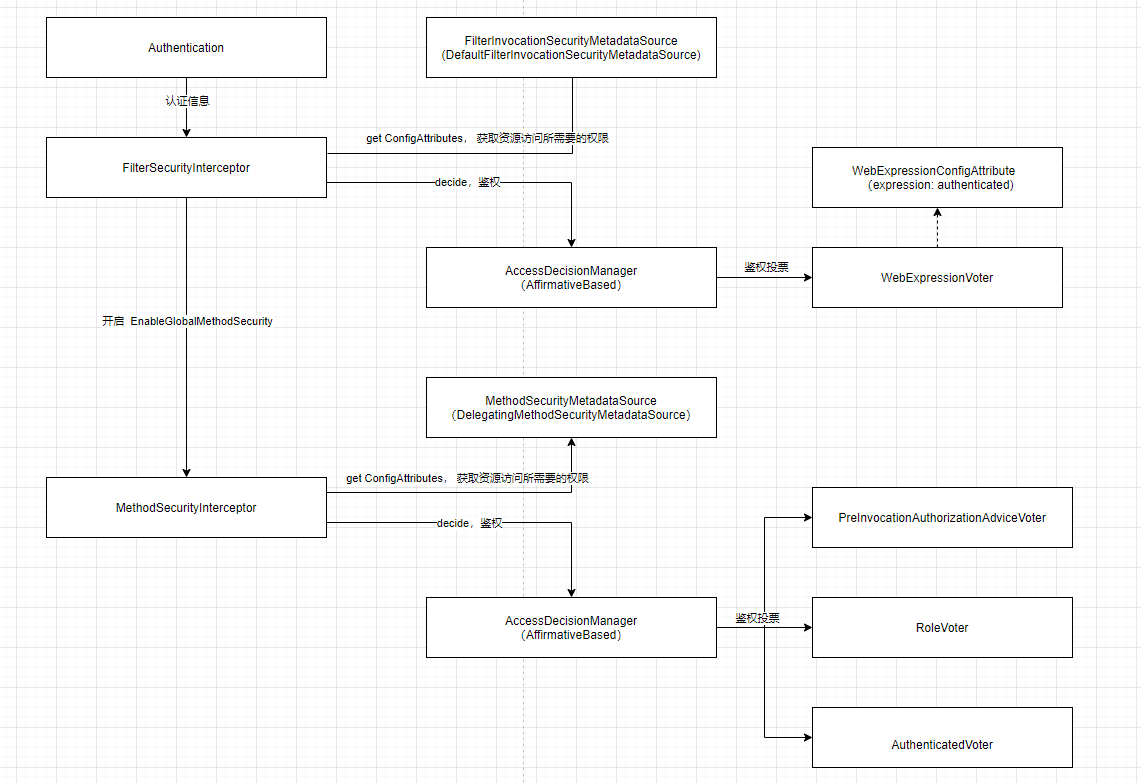 Authentication
FilterInvocationSecurityMetadataSource
（DefaultFilterInvocationSecurityMetadataSource）
认证信息
get ConfigAttributes， 获取资源访问所需要的权限
FilterSecurityInterceptor
decide，鉴权
WebExpressionConfigAttribute
（expression: authenticated）
AccessDecisionManager
（AffirmativeBased）
鉴权投票
WebExpressionVoter
开启 EnableGlobalMethodSecurity
MethodSecurityMetadataSource
（DelegatingMethodSecurityMetadataSource）
get ConfigAttributes， 获取资源访问所需要的权限
MethodSecurityInterceptor
decide，鉴权
PreInvocationAuthorizationAdviceVoter
AccessDecisionManager
（AffirmativeBased）
鉴权投票
RoleVoter
AuthenticatedVoter